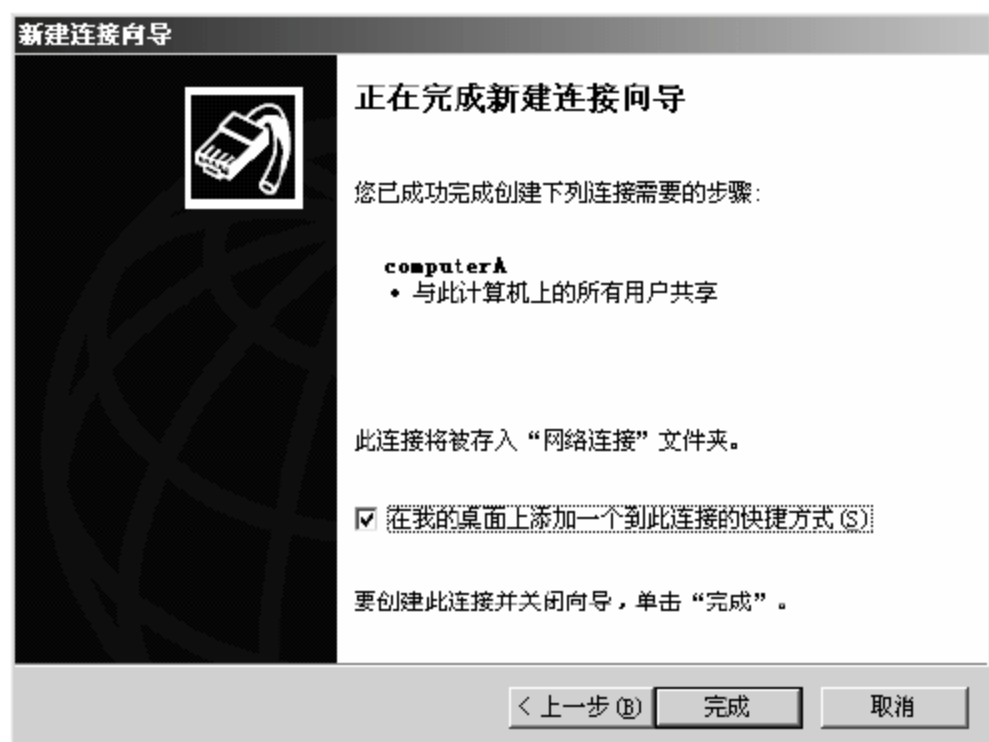 新建连接向导
正在完成新建连接向导
您已成功完成创建下列连接需要的步骤:
computerA
• 与此计算机上的所有用户共享
此连接将被存入“网络连接”文件夹。
在我的桌面上添加一个到此连接的快捷方式(S)
要创建此连接并关闭向导，单击“完成”。
< 上一步(B)
完成
取消